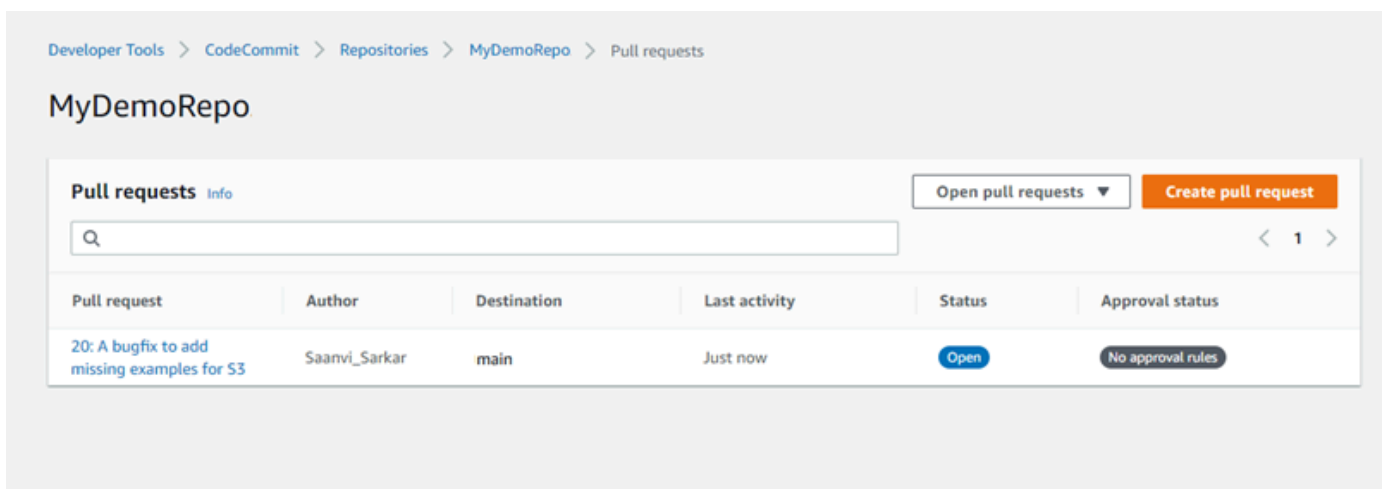 Developer Tools > CodeCommit > Repositories > MyDemoRepo > Pull requests
MyDemoRepo
Pull requests Info
Open pull requests ▼ Create pull request
< 1 >
Pull request Author Destination Last activity Status Approval status
20: A bugfix to add
missing examples for S3 Saanvi_Sarkar main Just now Open No approval rules